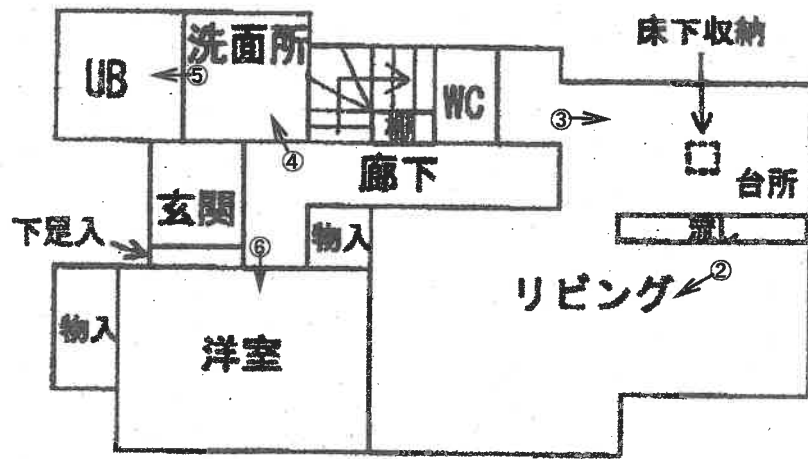 床下収納
洗面所
UB
⑤
WC
③
棚
④
廊下
台所
玄関
流し
下足入
物入
⑥
②
リビング
物入
洋室